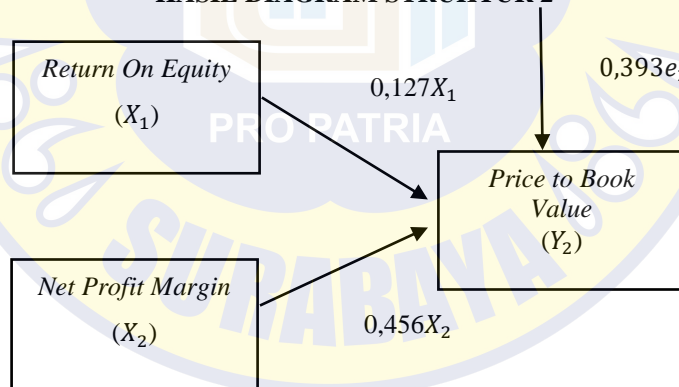 HASIL DIAGRAM STRUKTUR 2
Return On Equity
(𝑋₁)
0,127𝑋₁
0,393𝑒
PRO PATRIA
Price to Book
Value
(𝑌₂)
Net Profit Margin
(𝑋₂)
0,456𝑋₂
SURABAYA